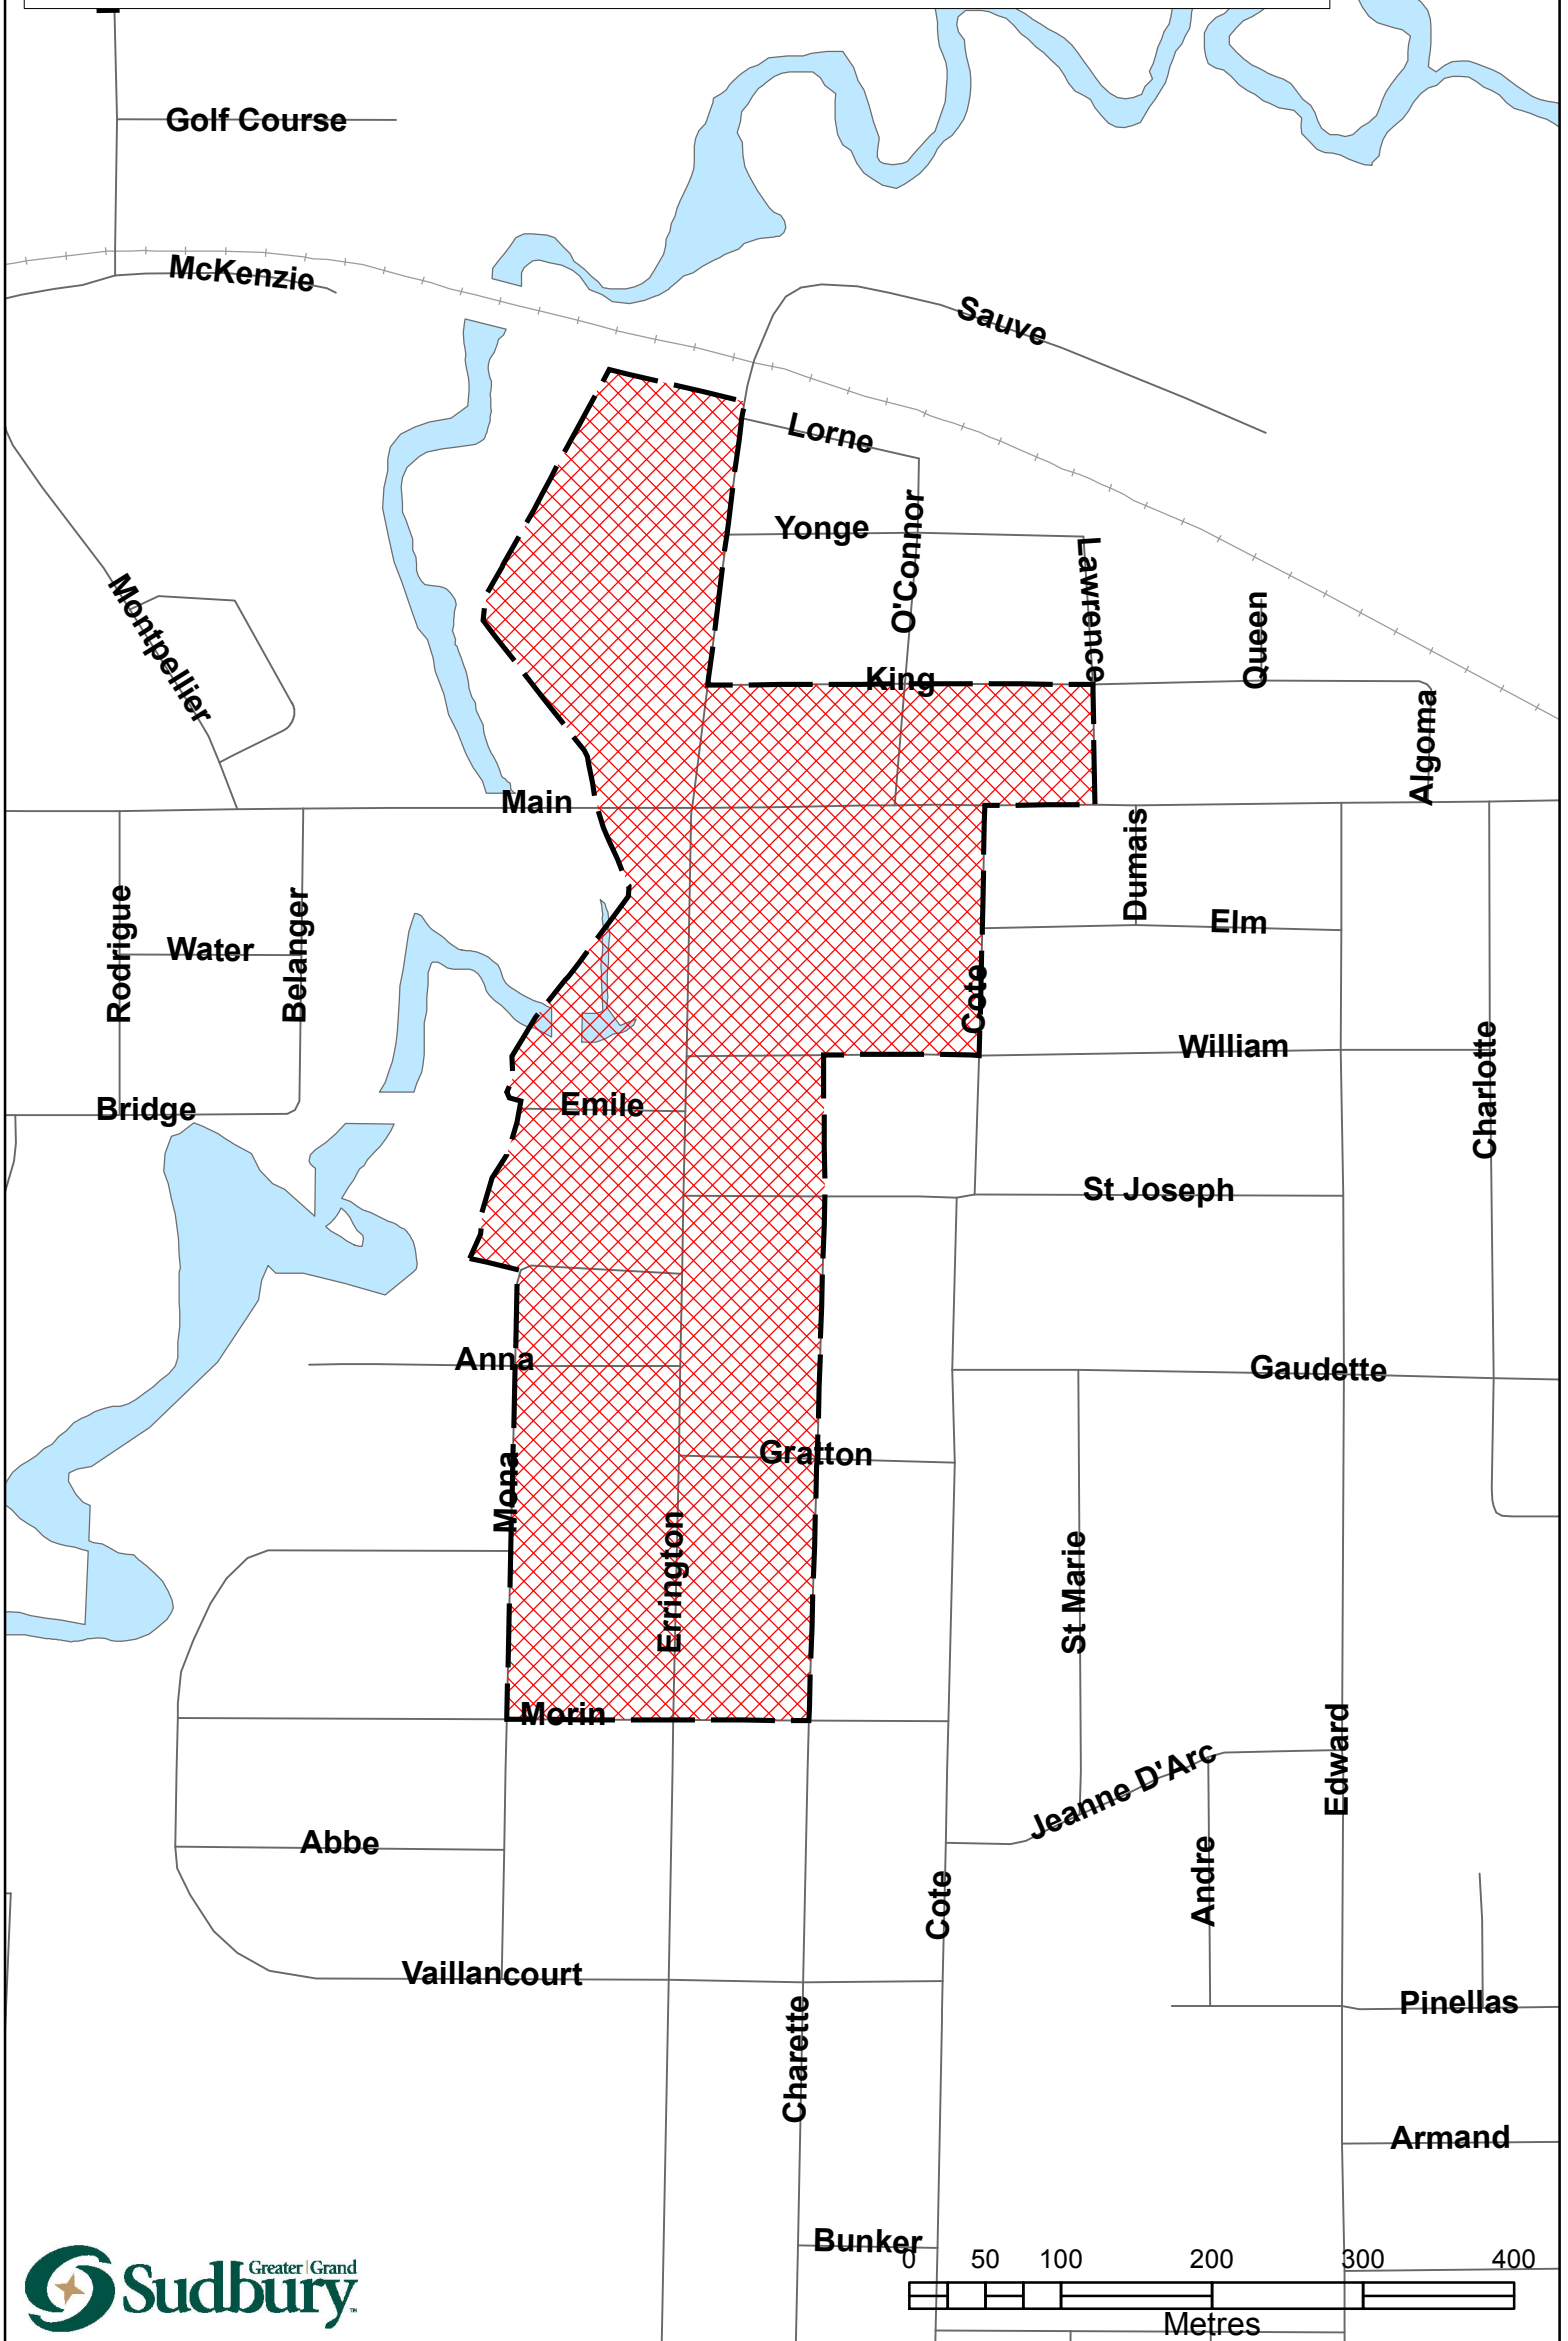 Golf Course
McKenzie
Sauve
Lorne
Yonge
O'Connor
Lawrence
Queen
Montpellier
King
Algoma
Main
Dumais
Rodrigue
Water
Belanger
Elm
Cote
William
Charlotte
Bridge
Emile
St Joseph
Anna
Gaudette
Gratton
Mona
Errington
St Marie
Morin
Edward
Jeanne D'Arc
Abbe
Andre
Cote
Vaillancourt
Pinellas
Charette
Armand
Bunker
0 50 100 200 300 400
Metres
Greater | Grand
Sudbury